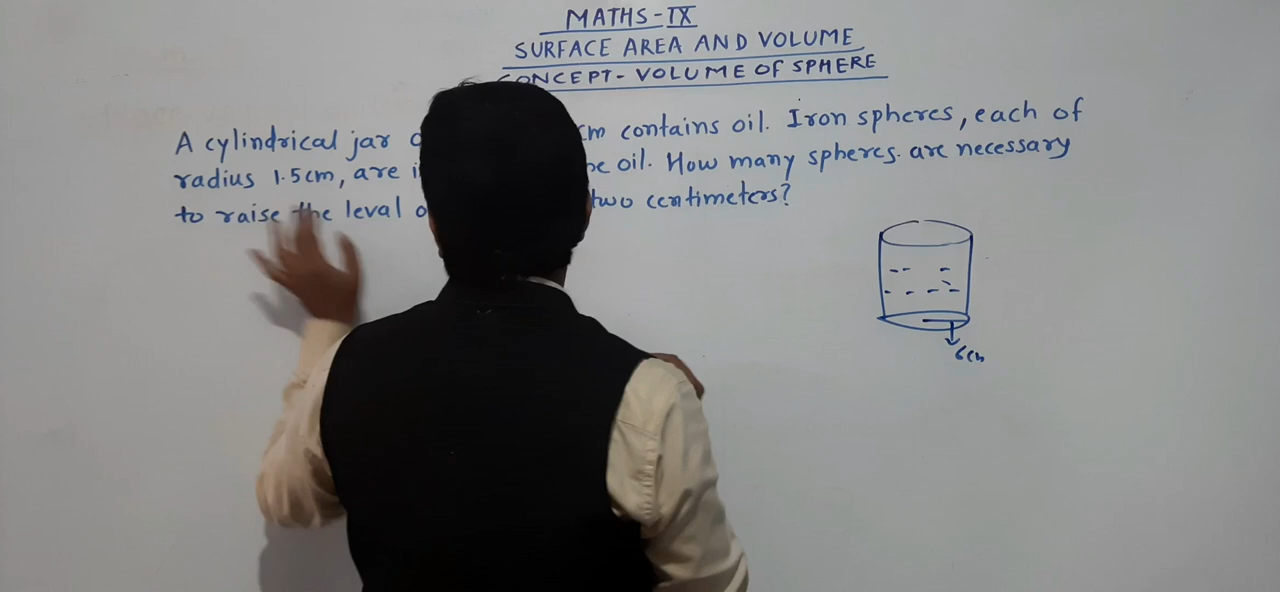 MATHS-IX
SURFACE AREA AND VOLUME
CONCEPT-VOLUME OF SPHERE
A cylindrical jar cm contains oil. Iron spheres, each of
radius 1.5cm, are oil. How many spheres. are necessary
to raise the leval two centimeters?
6cm